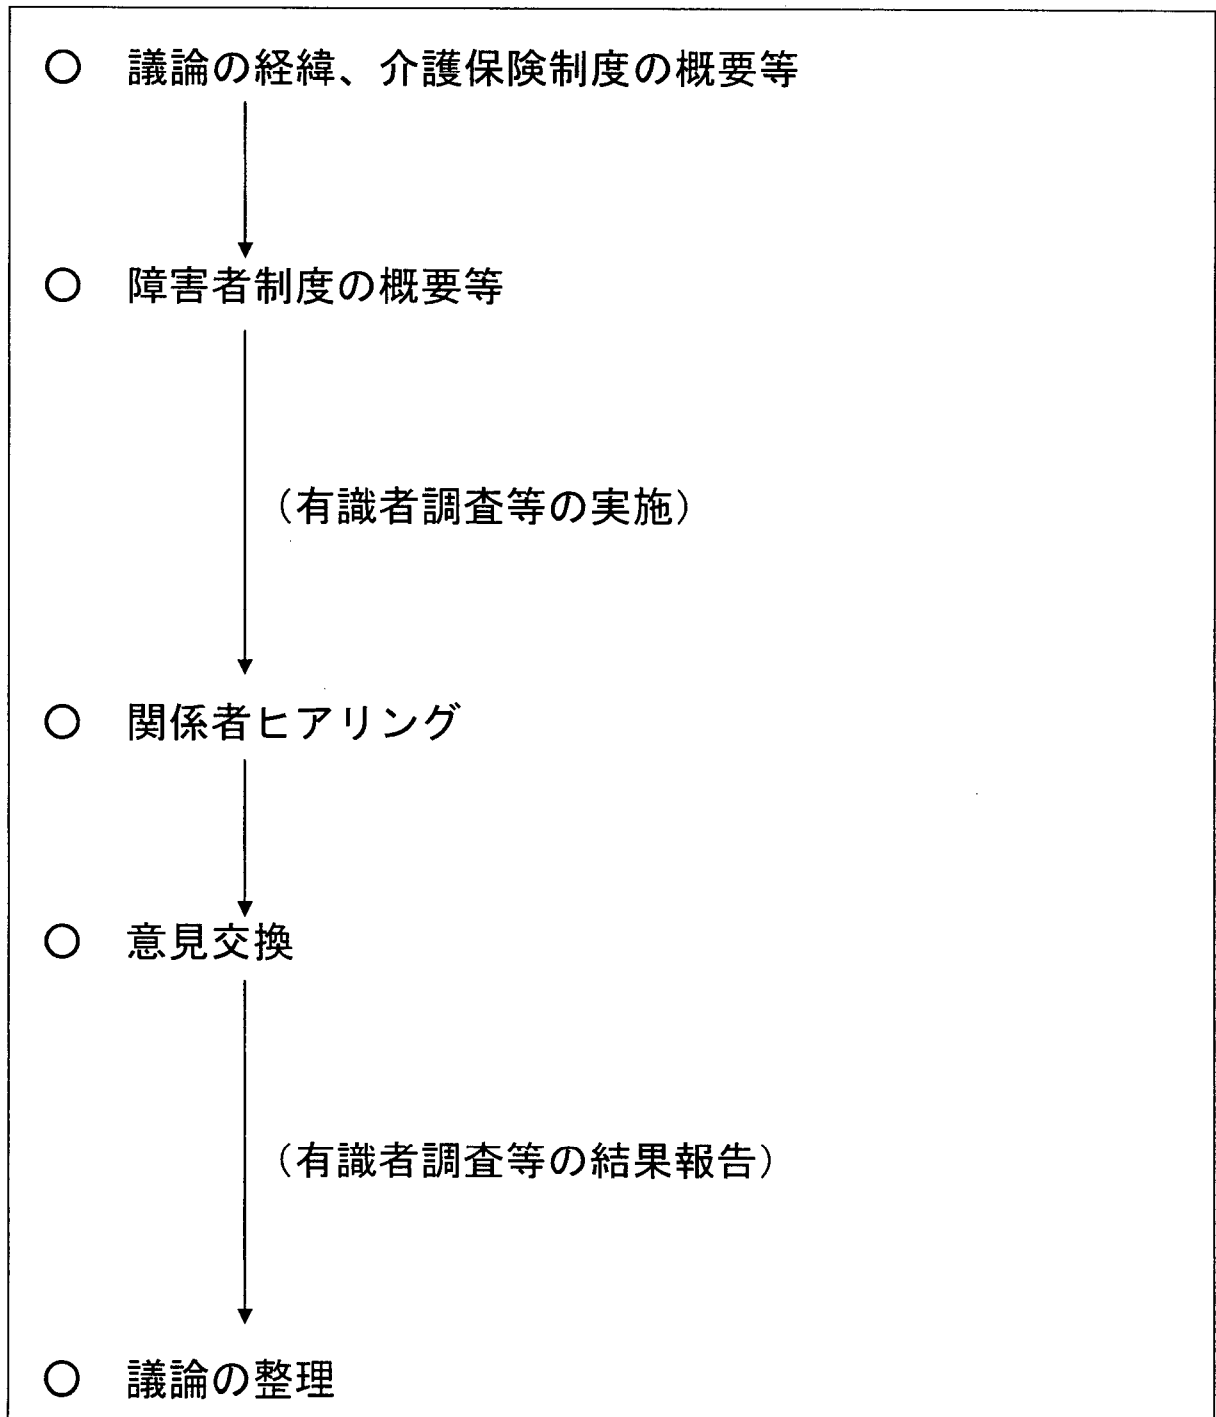 ○ 議論の経緯、介護保険制度の概要等
○ 障害者制度の概要等
(有識者調査等の実施)
○ 関係者ヒアリング
○ 意見交換
(有識者調査等の結果報告)
○ 議論の整理